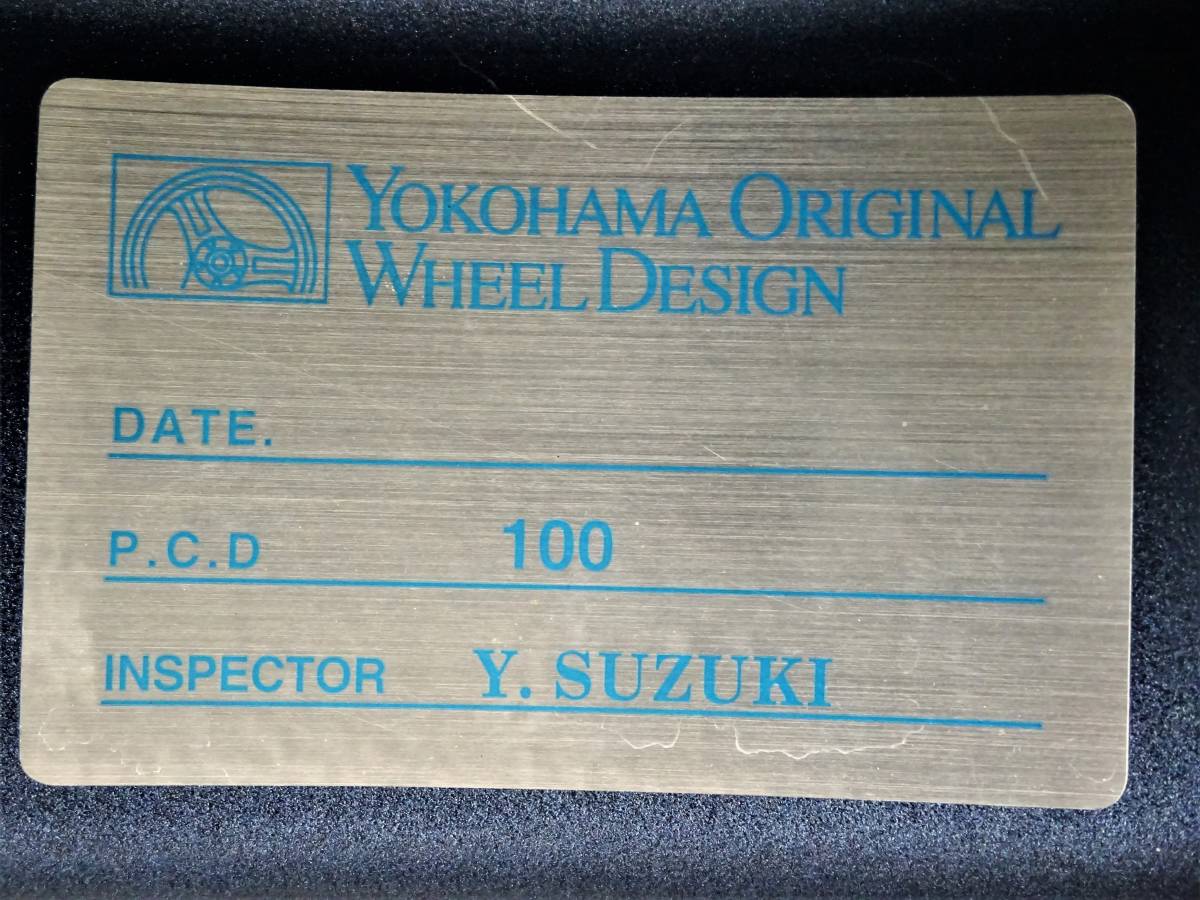 YOKOHAMA ORIGINAL
WHEEL DESIGN
DATE.
P.C.D 100
INSPECTOR Y. SUZUKI